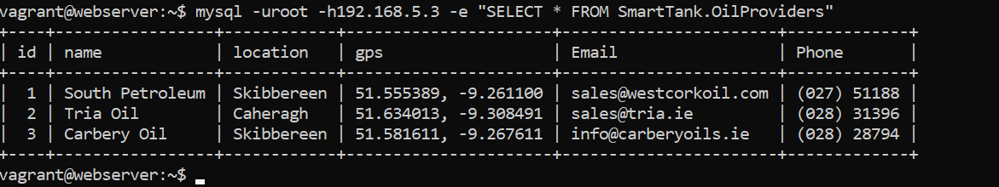 vagrant@webserver:~$ mysql -uroot -h192.168.5.3 -e "SELECT * FROM SmartTank.OilProviders"
+----+-----------------+------------+----------------------+----------------------+-------------+
| id | name            | location   | gps                  | Email                | Phone       |
+----+-----------------+------------+----------------------+----------------------+-------------+
|  1 | South Petroleum | Skibbereen | 51.555389, -9.261100 | sales@westcorkoil.com | (027) 51188 |
|  2 | Tria Oil        | Caheragh   | 51.634013, -9.308491 | sales@tria.ie        | (028) 31396 |
|  3 | Carbery Oil     | Skibbereen | 51.581611, -9.267611 | info@carberyoils.ie  | (028) 28794 |
+----+-----------------+------------+----------------------+----------------------+-------------+
vagrant@webserver:~$